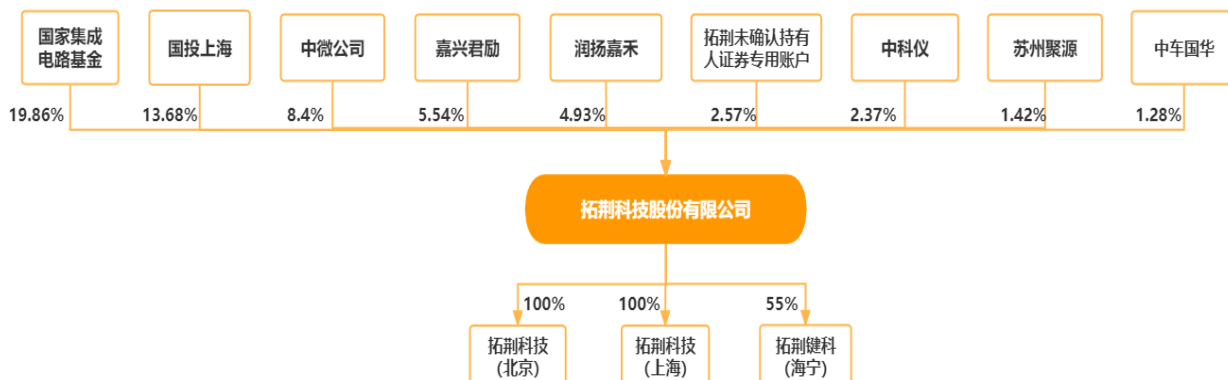 国家集成
电路基金
国投上海
中微公司
嘉兴君励
润扬嘉禾
拓荆未确认持有
人证券专用账户
中科仪
苏州聚源
中车国华
19.86%
13.68%
8.4%
5.54%
4.93%
2.57%
2.37%
1.42%
1.28%
拓荆科技股份有限公司
100%
100%
55%
拓荆科技
(北京)
拓荆科技
(上海)
拓荆键科
(海宁)